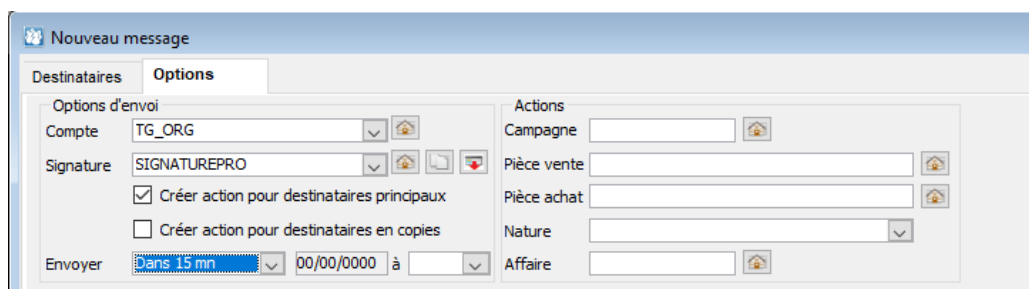 Nouveau message
Destinataires Options
Options d'envoi Actions
Compte TG_ORG Campagne
Signature SIGNATUREPRO Pièce vente
Créer action pour destinataires principaux Pièce achat
Créer action pour destinataires en copies Nature
Envoyer Dans 15 mn 00/00/0000 à Affaire